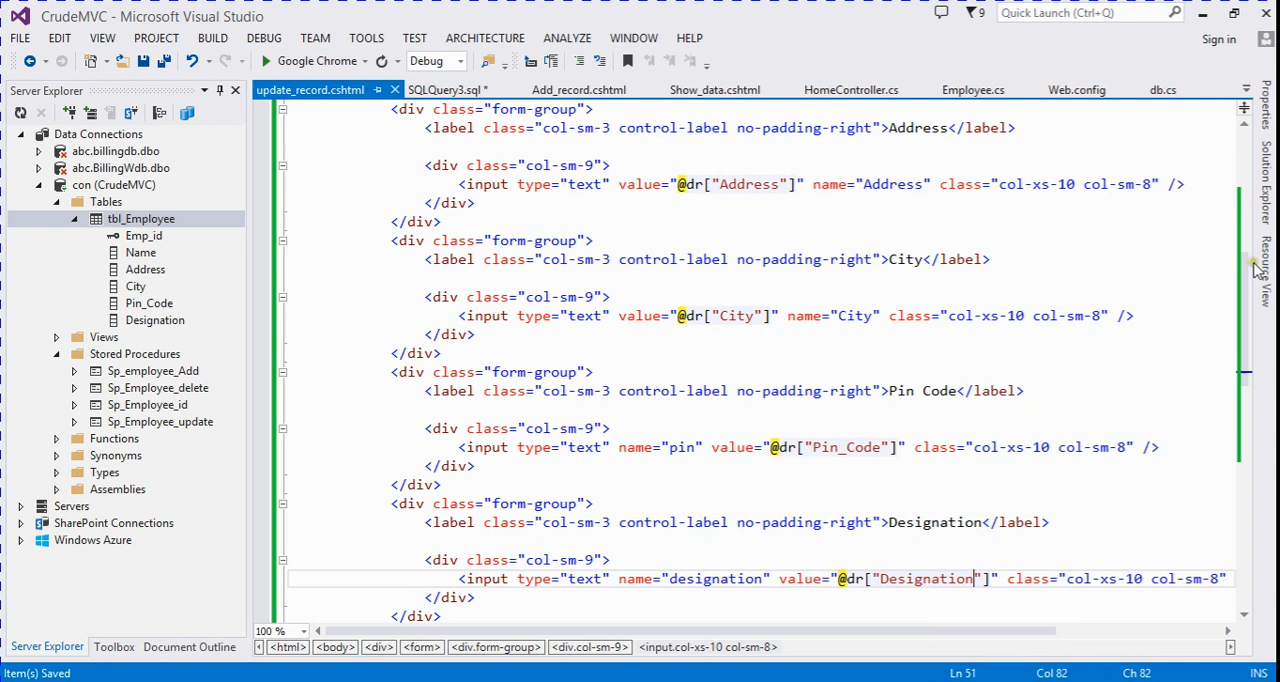 CrudeMVC - Microsoft Visual Studio
9
Quick Launch (Ctrl+Q)
FILE EDIT VIEW PROJECT BUILD DEBUG TEAM TOOLS TEST ARCHITECTURE ANALYZE WINDOW HELP
Sign in
Google Chrome Debug
Server Explorer
update_record.cshtml SQLQuery3.sql * Add_record.cshtml Show_data.cshtml HomeController.cs Employee.cs Web.config db.cs
Data Connections
abc.billingdb.dbo
abc.BillingWdb.dbo
con (CrudeMVC)
Tables
tbl_Employee
Emp_id
Name
Address
City
Pin_Code
Designation
Views
Stored Procedures
Sp_employee_Add
Sp_Employee_delete
Sp_Employee_id
Sp_Employee_update
Functions
Synonyms
Types
Assemblies
Servers
SharePoint Connections
Windows Azure
Server Explorer Toolbox Document Outline
<div class="form-group">
<label class="col-sm-3 control-label no-padding-right">Address</label>
<div class="col-sm-9">
<input type="text" value="@dr["Address"]" name="Address" class="col-xs-10 col-sm-8" />
</div>
</div>
<div class="form-group">
<label class="col-sm-3 control-label no-padding-right">City</label>
<div class="col-sm-9">
<input type="text" value="@dr["City"]" name="City" class="col-xs-10 col-sm-8" />
</div>
</div>
<div class="form-group">
<label class="col-sm-3 control-label no-padding-right">Pin Code</label>
<div class="col-sm-9">
<input type="text" name="pin" value="@dr["Pin_Code"]" class="col-xs-10 col-sm-8" />
</div>
</div>
<div class="form-group">
<label class="col-sm-3 control-label no-padding-right">Designation</label>
<div class="col-sm-9">
<input type="text" name="designation" value="@dr["Designation"]" class="col-xs-10 col-sm-8"
</div>
</div>
100 %
<html> <body> <div> <form> <div.form-group> <div.col-sm-9> <input.col-xs-10 col-sm-8>
Properties
Solution Explorer
Resource View
Item(s) Saved Ln 51 Col 82 Ch 82 INS